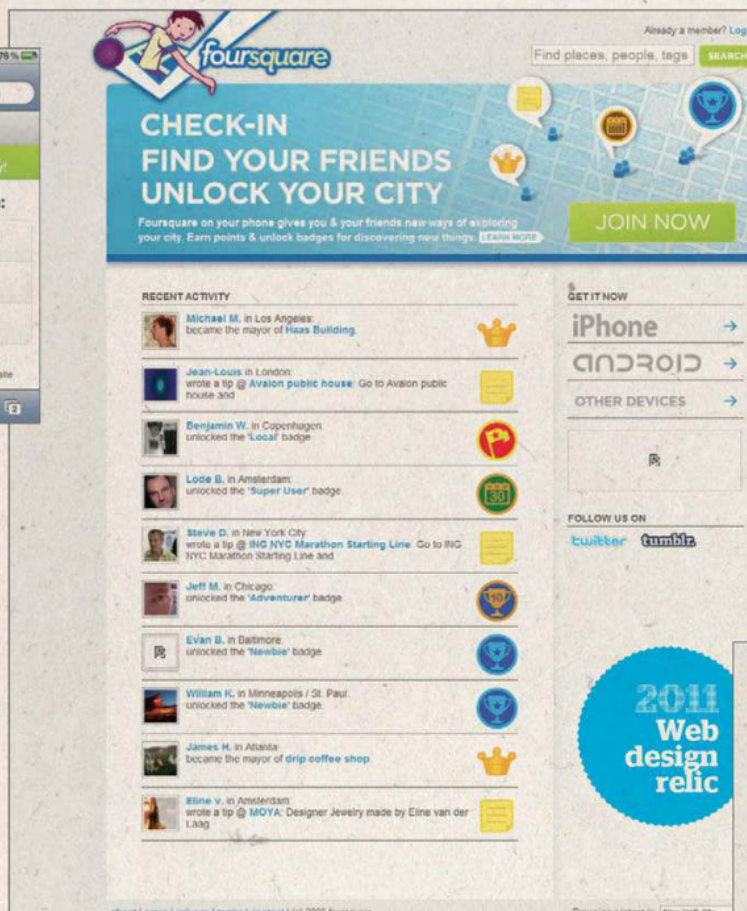 76 %
Already a member? Log
foursquare
Find places, people, tags
SEARCH
CHECK-IN
FIND YOUR FRIENDS
UNLOCK YOUR CITY
Foursquare on your phone gives you & your friends new ways of exploring
your city. Earn points & unlock badges for discovering new things. LEARN MORE
JOIN NOW
RECENT ACTIVITY
Michael M. in Los Angeles:
became the mayor of Haas Building.
Jean-Louis in London:
wrote a tip @ Avalon public house: Go to Avalon public
house and
Benjamin W. in Copenhagen:
unlocked the 'Local' badge.
Lode B. in Amsterdam:
unlocked the 'Super User' badge.
30
Steve D. in New York City:
wrote a tip @ ING NYC Marathon Starting Line: Go to ING
NYC Marathon Starting Line and
Jeff M. in Chicago:
unlocked the 'Adventurer' badge.
10
Evan B. in Baltimore:
unlocked the 'Newbie' badge.
William K. in Minneapolis / St. Paul:
unlocked the 'Newbie' badge.
James H. in Atlanta:
became the mayor of drip coffee shop.
Eline v. in Amsterdam:
wrote a tip @ MOYA: Designer Jewelry made by Eline van der
Laag
GET IT NOW
iPhone
android
OTHER DEVICES
FOLLOW US ON
twitter tumblr.
2011
Web
design
relic
2